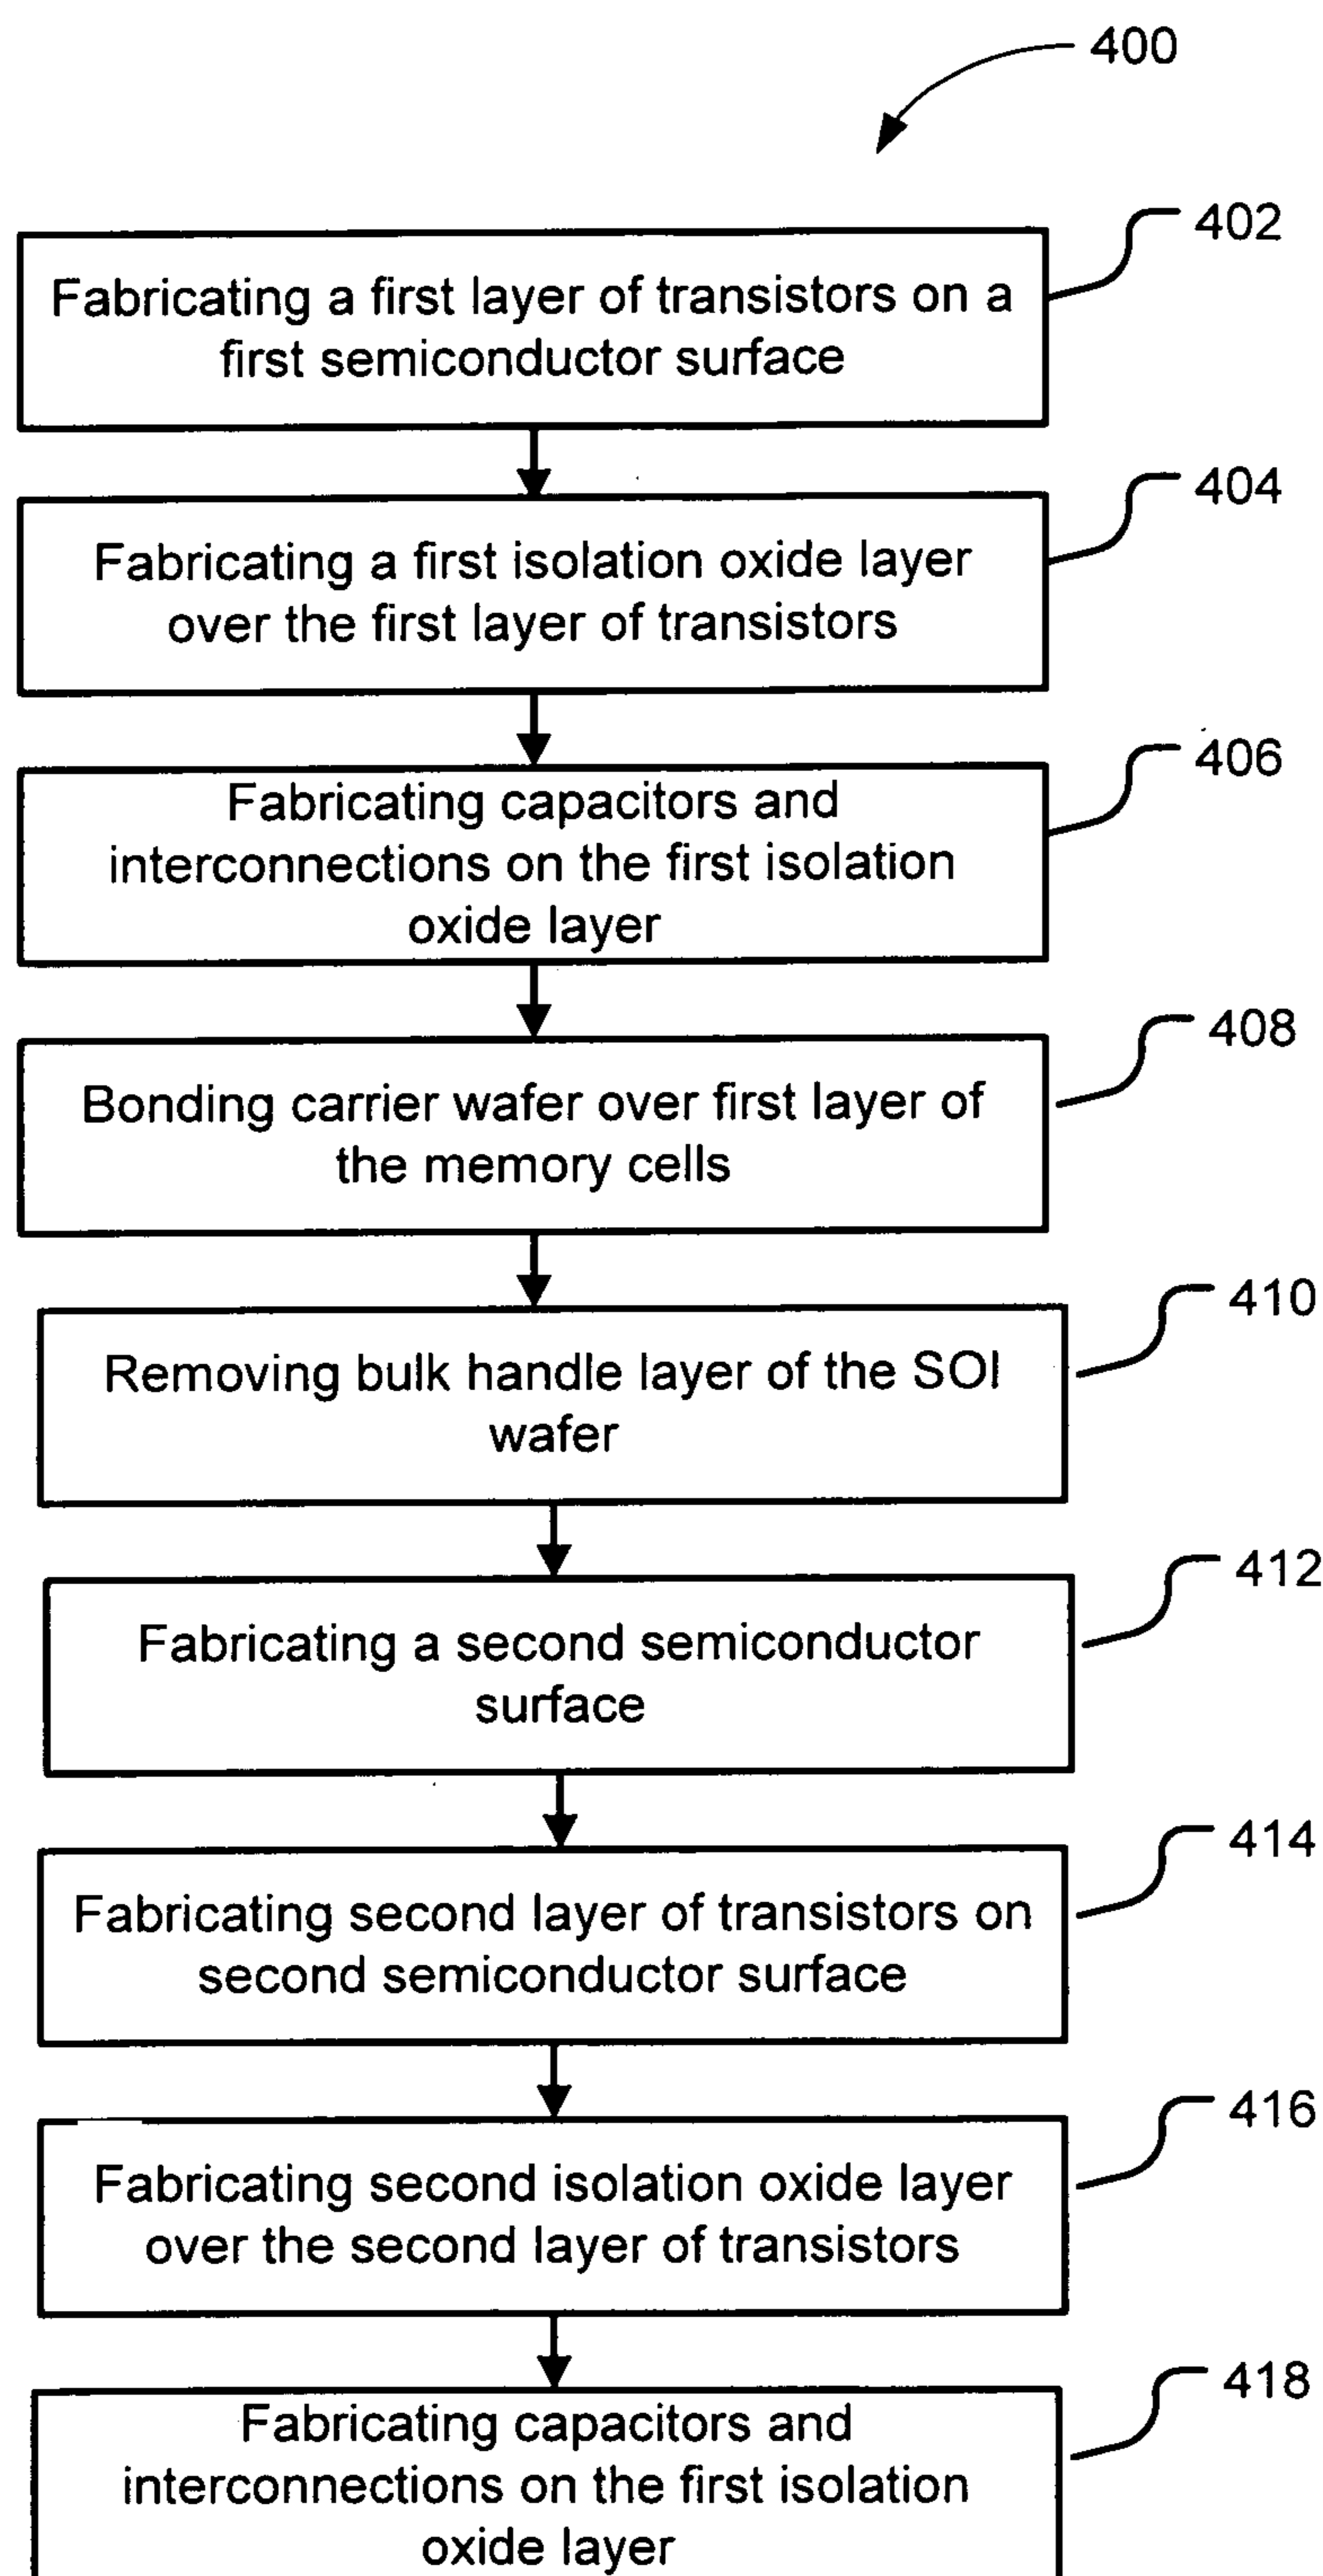 400
402
Fabricating a first layer of transistors on a
first semiconductor surface
404
Fabricating a first isolation oxide layer
over the first layer of transistors
406
Fabricating capacitors and
interconnections on the first isolation
oxide layer
408
Bonding carrier wafer over first layer of
the memory cells
410
Removing bulk handle layer of the SOI
wafer
412
Fabricating a second semiconductor
surface
414
Fabricating second layer of transistors on
second semiconductor surface
416
Fabricating second isolation oxide layer
over the second layer of transistors
418
Fabricating capacitors and
interconnections on the first isolation
oxide layer